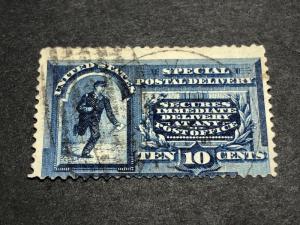 UNITED STATES
SPECIAL
POSTAL DELIVERY
SECURES
IMMEDIATE
DELIVERY
AT ANY
POST OFFICE
TEN 10 CENTS